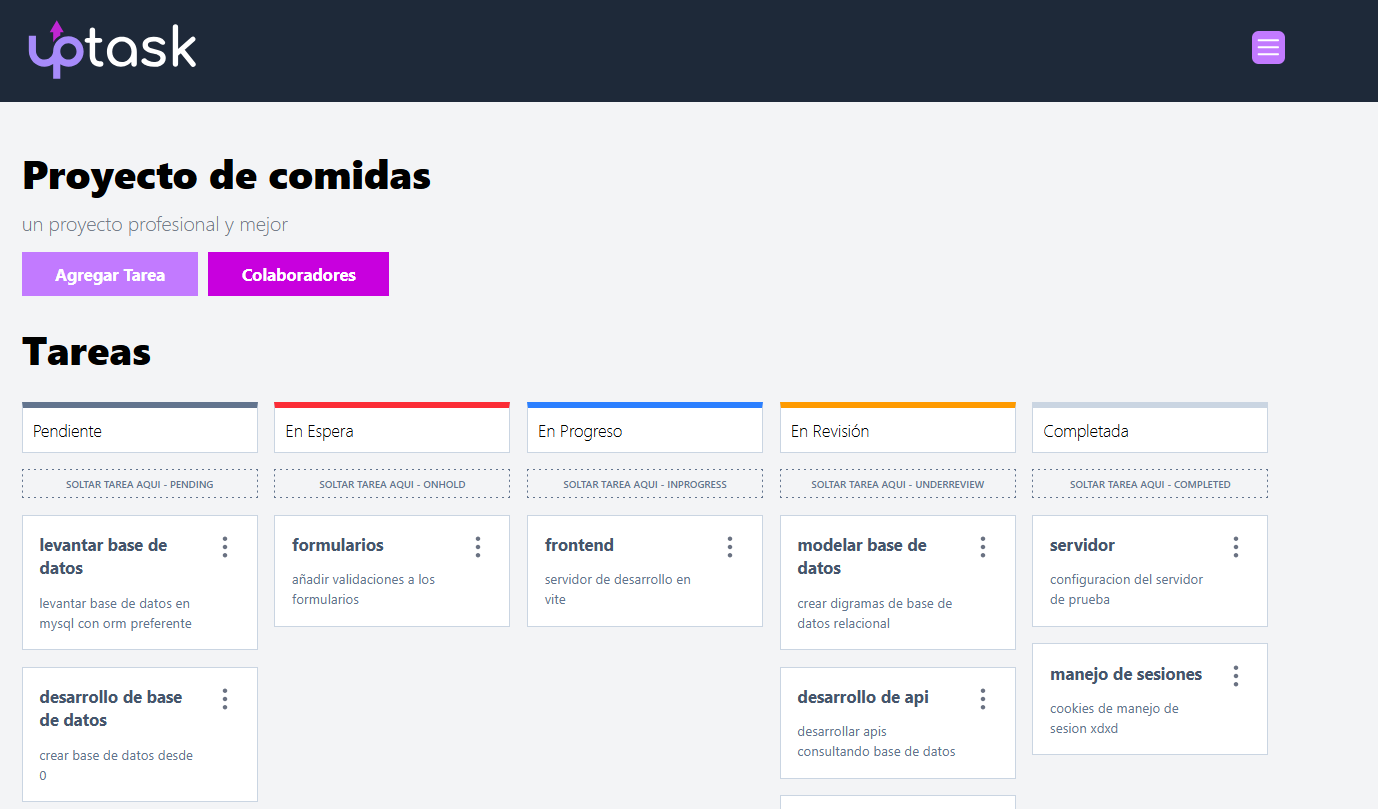 uptask
Proyecto de comidas
un proyecto profesional y mejor
Agregar Tarea
Colaboradores
Tareas
Pendiente
SOLTAR TAREA AQUI - PENDING
levantar base de
datos
levantar base de datos en
mysql con orm preferente
desarrollo de base
de datos
crear base de datos desde
0
En Espera
SOLTAR TAREA AQUI - ONHOLD
formularios
añadir validaciones a los
formularios
En Progreso
SOLTAR TAREA AQUI - INPROGRESS
frontend
servidor de desarrollo en
vite
En Revisión
SOLTAR TAREA AQUI - UNDERREVIEW
modelar base de
datos
crear digramas de base de
datos relacional
desarrollo de api
desarrollar apis
consultando base de datos
Completada
SOLTAR TAREA AQUI - COMPLETED
servidor
configuracion del servidor
de prueba
manejo de sesiones
cookies de manejo de
sesion xdxd